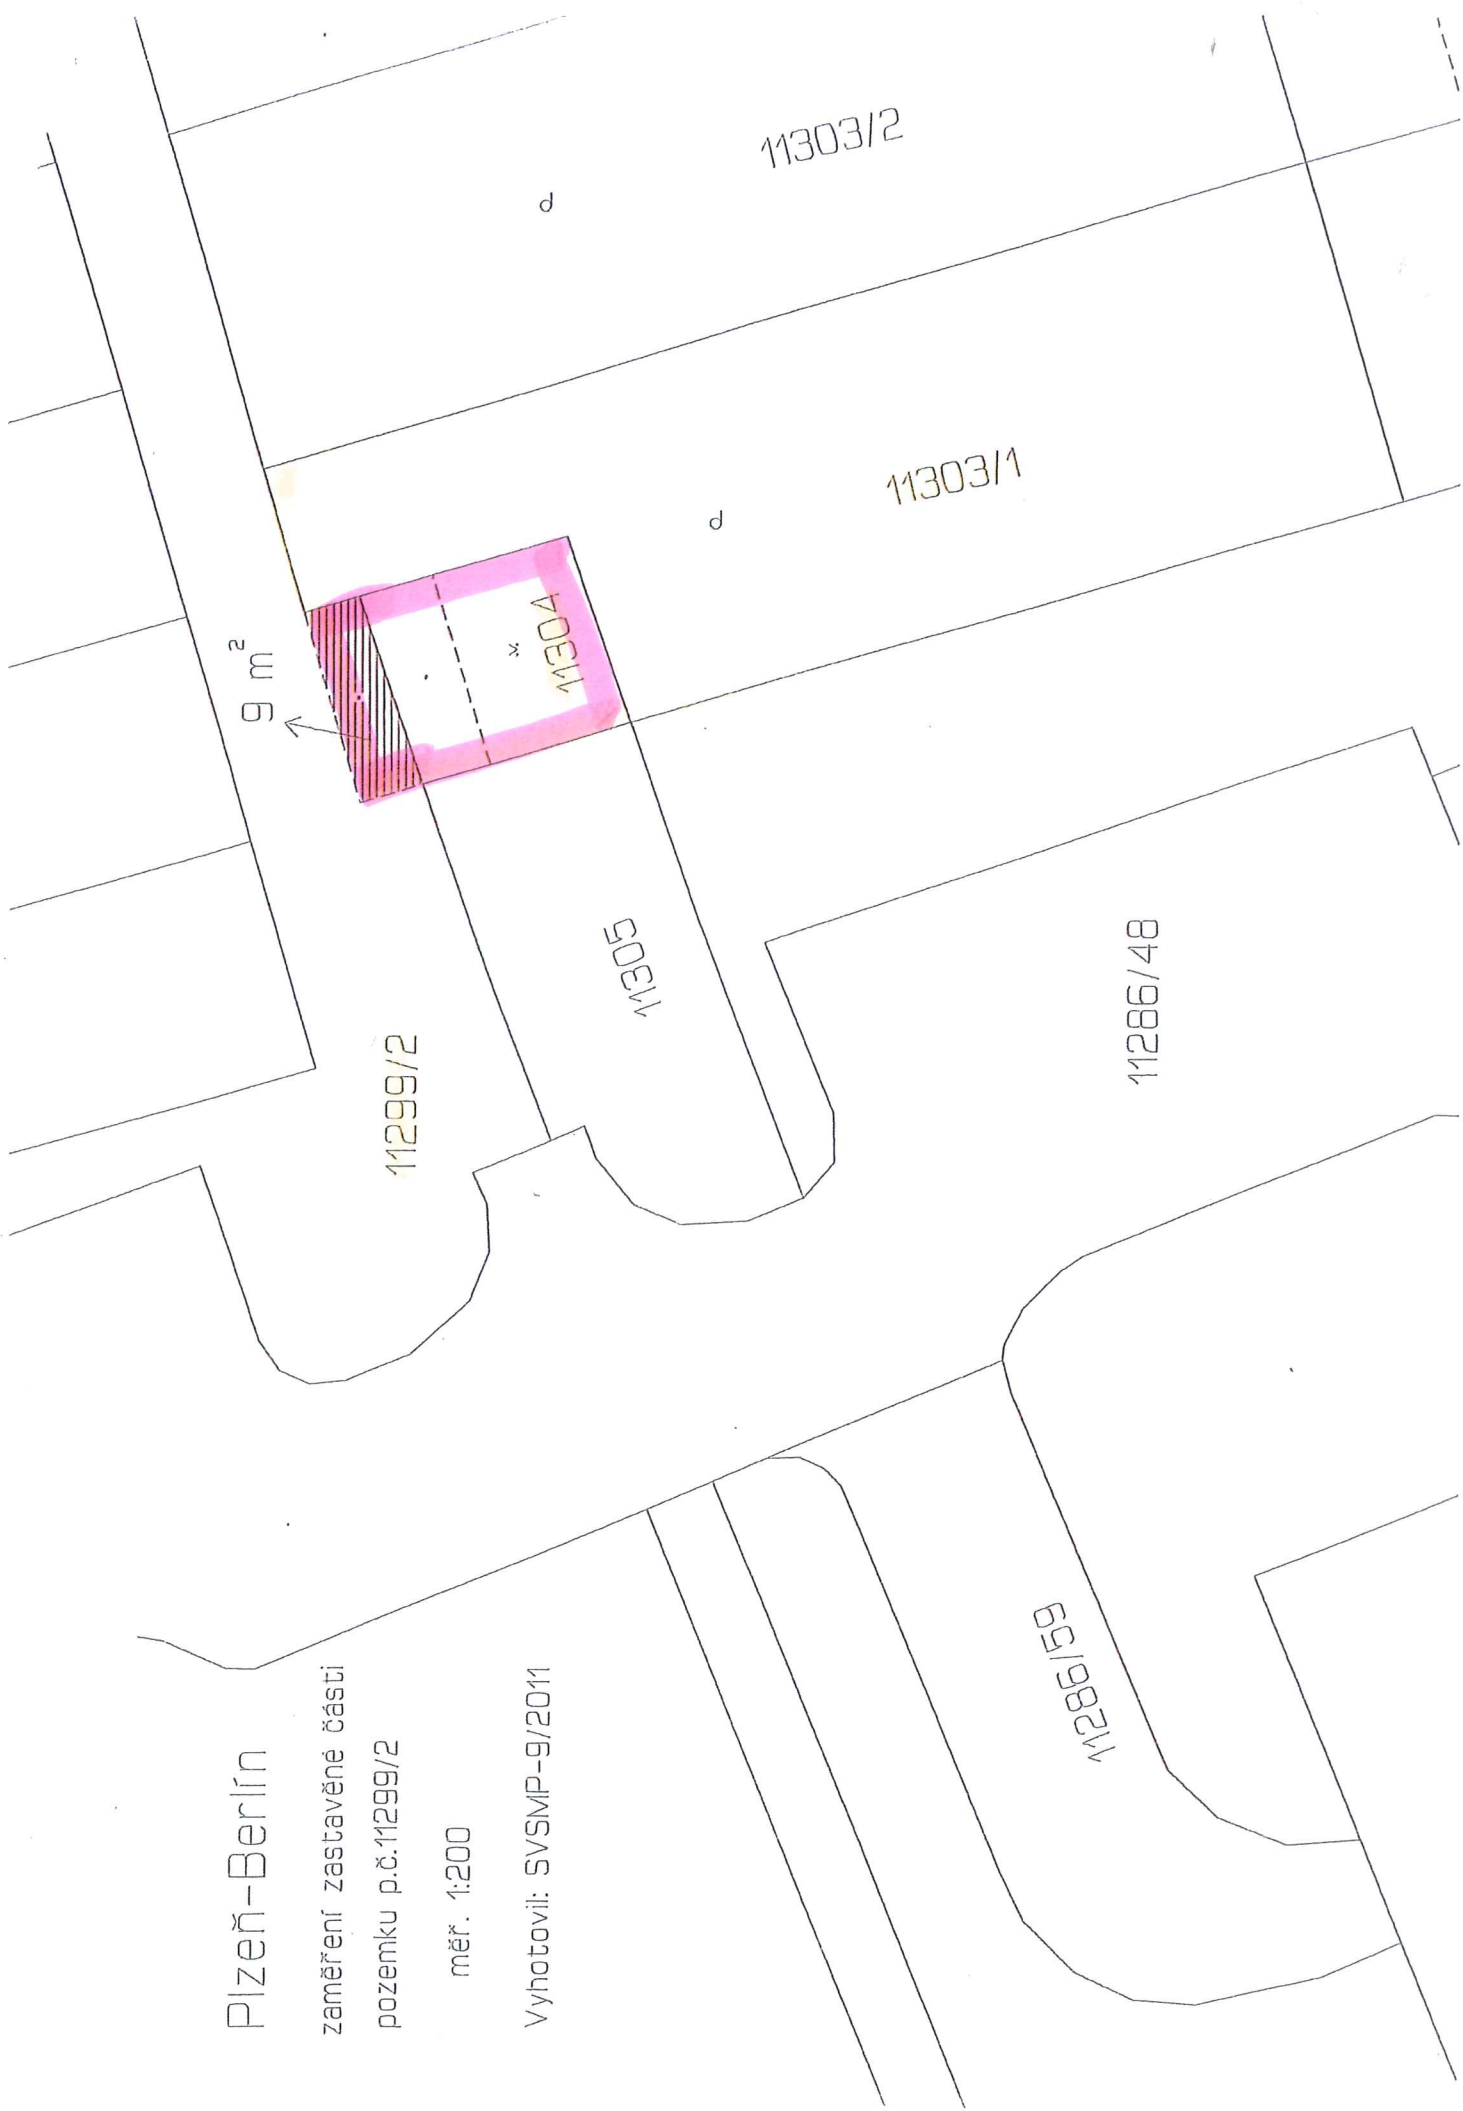 Plzeň-Berlín
zaměření zastavěné části
pozemku p.č.11299/2
měř. 1:200
Vyhotovil: SVSMP-9/2011
11299/2
9 m²
11305
11304
11303/1
11303/2
11286/48
11286/59